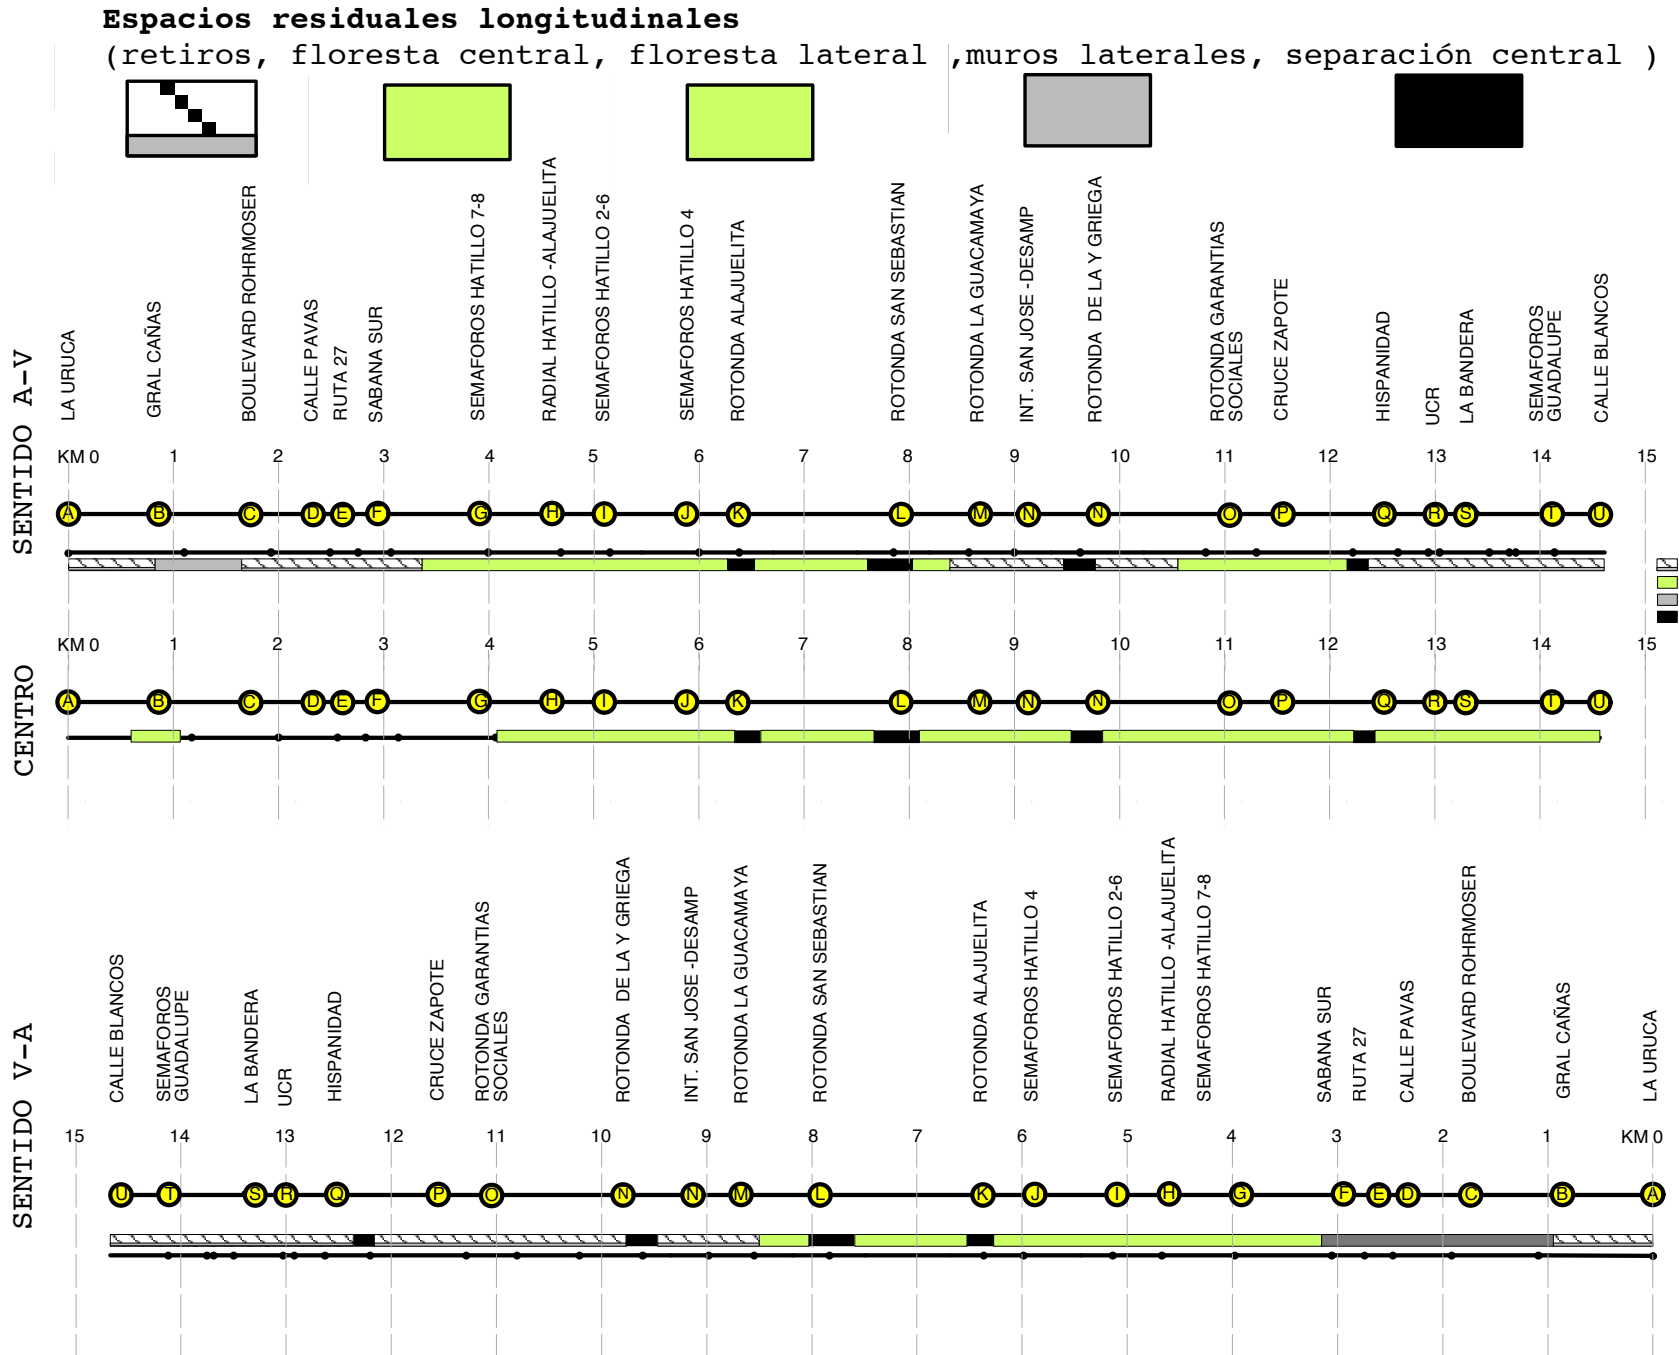 Espacios residuales longitudinales
(retiros, floresta central, floresta lateral ,muros laterales, separación central )
SENTIDO A-V
LA URUCA
GRAL CAÑAS
BOULEVARD ROHRMOSER
CALLE PAVAS
RUTA 27
SABANA SUR
SEMAFOROS HATILLO 7-8
RADIAL HATILLO -ALAJUELITA
SEMAFOROS HATILLO 2-6
SEMAFOROS HATILLO 4
ROTONDA ALAJUELITA
ROTONDA SAN SEBASTIAN
ROTONDA LA GUACAMAYA
INT. SAN JOSE -DESAMP
ROTONDA DE LA Y GRIEGA
ROTONDA GARANTIAS
SOCIALES
CRUCE ZAPOTE
HISPANIDAD
UCR
LA BANDERA
SEMAFOROS
GUADALUPE
CALLE BLANCOS
KM 0 1 2 3 4 5 6 7 8 9 10 11 12 13 14 15
A B C D E F G H I J K L M N N O P Q R S T U
CENTRO
KM 0 1 2 3 4 5 6 7 8 9 10 11 12 13 14 15
A B C D E F G H I J K L M N N O P Q R S T U
SENTIDO V-A
CALLE BLANCOS
SEMAFOROS
GUADALUPE
LA BANDERA
UCR
HISPANIDAD
CRUCE ZAPOTE
ROTONDA GARANTIAS
SOCIALES
ROTONDA DE LA Y GRIEGA
INT. SAN JOSE -DESAMP
ROTONDA LA GUACAMAYA
ROTONDA SAN SEBASTIAN
ROTONDA ALAJUELITA
SEMAFOROS HATILLO 4
SEMAFOROS HATILLO 2-6
RADIAL HATILLO -ALAJUELITA
SEMAFOROS HATILLO 7-8
SABANA SUR
RUTA 27
CALLE PAVAS
BOULEVARD ROHRMOSER
GRAL CAÑAS
LA URUCA
15 14 13 12 11 10 9 8 7 6 5 4 3 2 1 KM 0
U T S R Q P O N N M L K J I H G F E D C B A